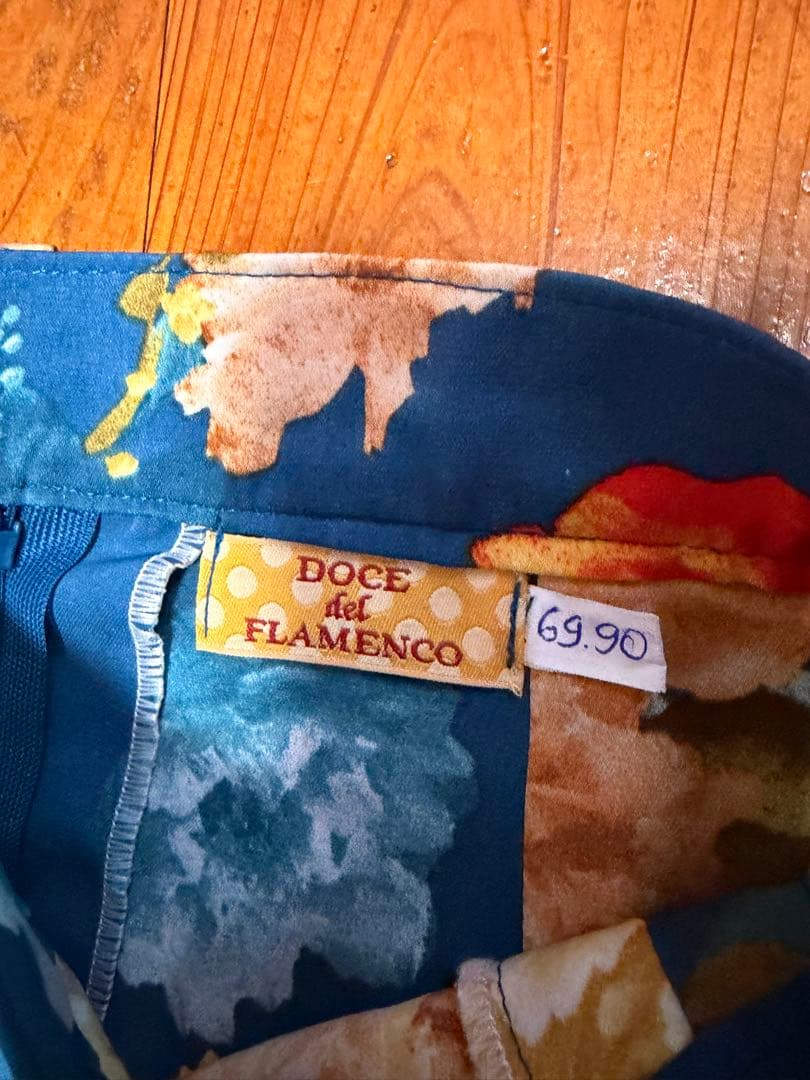 DOCE
del
FLAMENCO
69.90